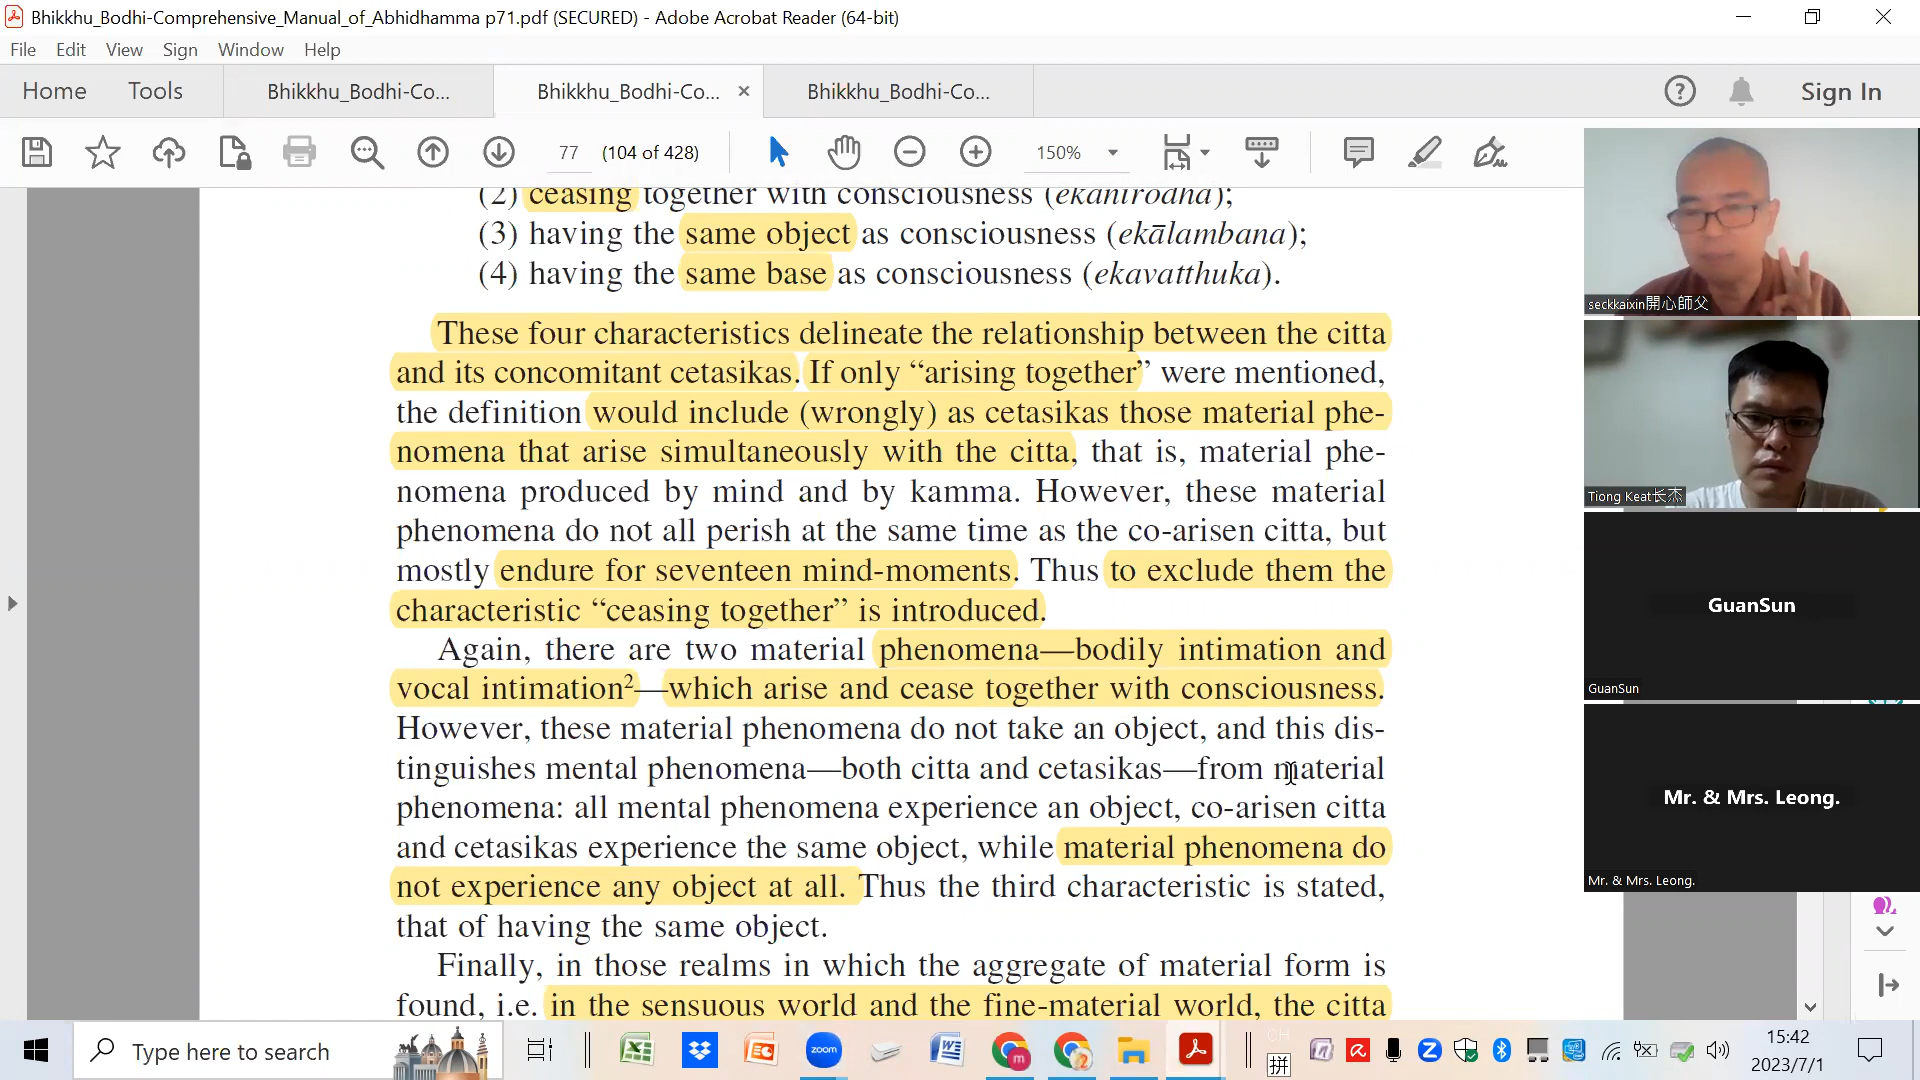 Bhikkhu_Bodhi-Comprehensive_Manual_of_Abhidhamma p71.pdf (SECURED) - Adobe Acrobat Reader (64-bit)
File Edit View Sign Window Help
Home Tools Bhikkhu_Bodhi-Co... Bhikkhu_Bodhi-Co... Bhikkhu_Bodhi-Co... Sign In
77 (104 of 428) 150%
(2) ceasing together with consciousness (ekanirodha);
(3) having the same object as consciousness (ekālambana);
(4) having the same base as consciousness (ekavatthuka).
These four characteristics delineate the relationship between the citta
and its concomitant cetasikas. If only “arising together” were mentioned,
the definition would include (wrongly) as cetasikas those material phe-
nomena that arise simultaneously with the citta, that is, material phe-
nomena produced by mind and by kamma. However, these material
phenomena do not all perish at the same time as the co-arisen citta, but
mostly endure for seventeen mind-moments. Thus to exclude them the
characteristic “ceasing together” is introduced.
Again, there are two material phenomena—bodily intimation and
vocal intimation²—which arise and cease together with consciousness.
However, these material phenomena do not take an object, and this dis-
tinguishes mental phenomena—both citta and cetasikas—from material
phenomena: all mental phenomena experience an object, co-arisen citta
and cetasikas experience the same object, while material phenomena do
not experience any object at all. Thus the third characteristic is stated,
that of having the same object.
Finally, in those realms in which the aggregate of material form is
found, i.e. in the sensuous world and the fine-material world, the citta
seckkaixin開心師父
Tiong Keat长杰
GuanSun
GuanSun
Mr. & Mrs. Leong.
Mr. & Mrs. Leong.
Type here to search
zoom
CH
拼
15:42
2023/7/1